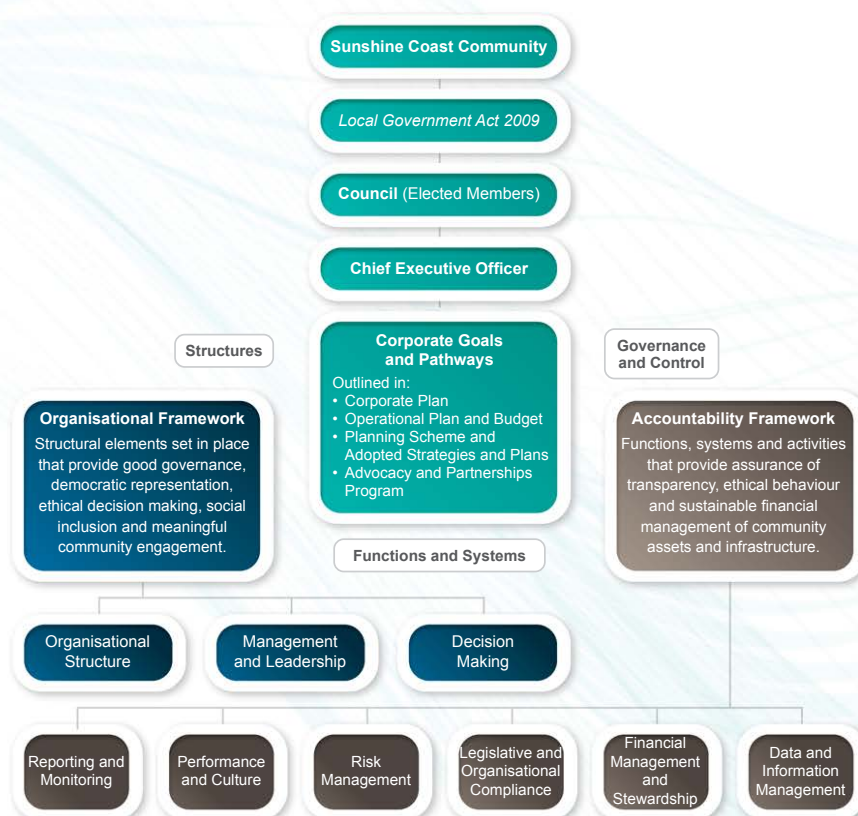 Sunshine Coast Community
Local Government Act 2009
Council (Elected Members)
Chief Executive Officer
Structures
Corporate Goals
and Pathways
Outlined in:
• Corporate Plan
• Operational Plan and Budget
• Planning Scheme and
Adopted Strategies and Plans
• Advocacy and Partnerships
Program
Governance
and Control
Organisational Framework
Structural elements set in place
that provide good governance,
democratic representation,
ethical decision making, social
inclusion and meaningful
community engagement.
Accountability Framework
Functions, systems and activities
that provide assurance of
transparency, ethical behaviour
and sustainable financial
management of community
assets and infrastructure.
Functions and Systems
Organisational
Structure
Management
and Leadership
Decision
Making
Reporting and
Monitoring
Performance
and Culture
Risk
Management
Legislative and
Organisational
Compliance
Financial
Management
and
Stewardship
Data and
Information
Management